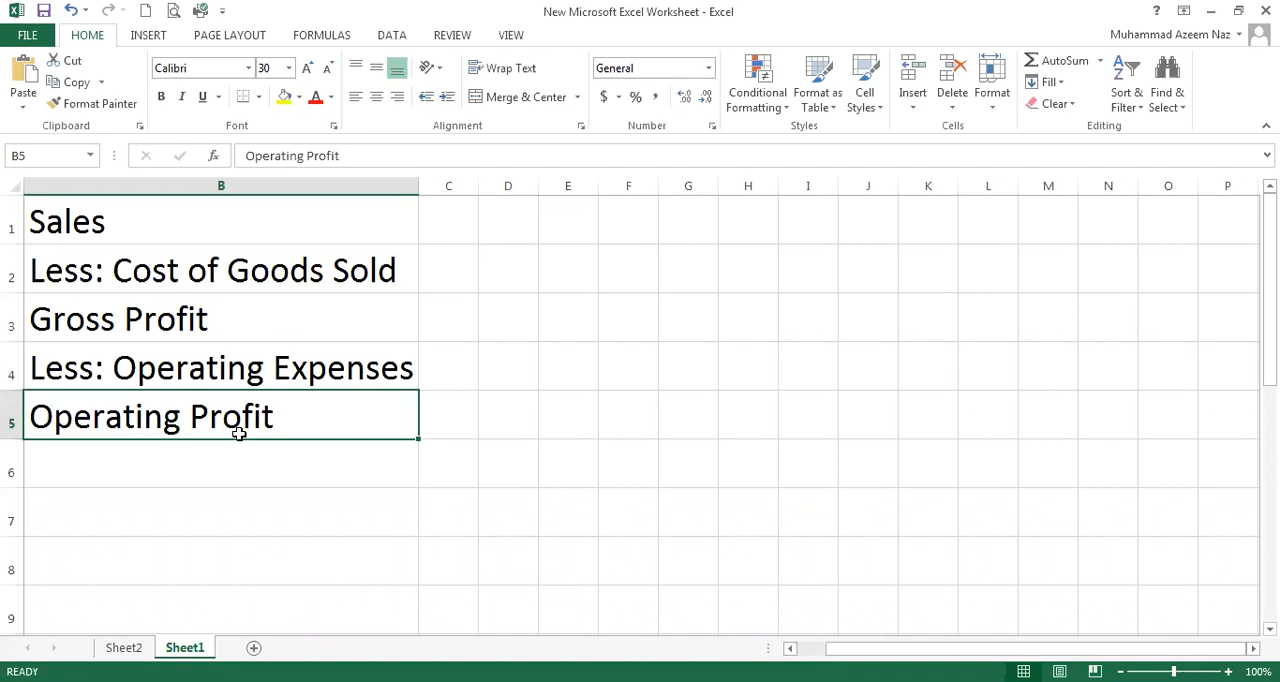 New Microsoft Excel Worksheet - Excel
?
FILE HOME INSERT PAGE LAYOUT FORMULAS DATA REVIEW VIEW Muhammad Azeem Naz
Paste
Cut
Copy
Format Painter
Clipboard
Calibri 30
B I U
Font
Wrap Text
Merge & Center
Alignment
General
$ % ,
Number
Conditional
Formatting
Format as
Table
Cell
Styles
Styles
Insert
Delete
Format
Cells
AutoSum
Fill
Clear
Sort &
Filter
Find &
Select
Editing
B5 fx Operating Profit
B C D E F G H I J K L M N O P
1 Sales
2 Less: Cost of Goods Sold
3 Gross Profit
4 Less: Operating Expenses
5 Operating Profit
6
7
8
9
Sheet2 Sheet1
READY 100%